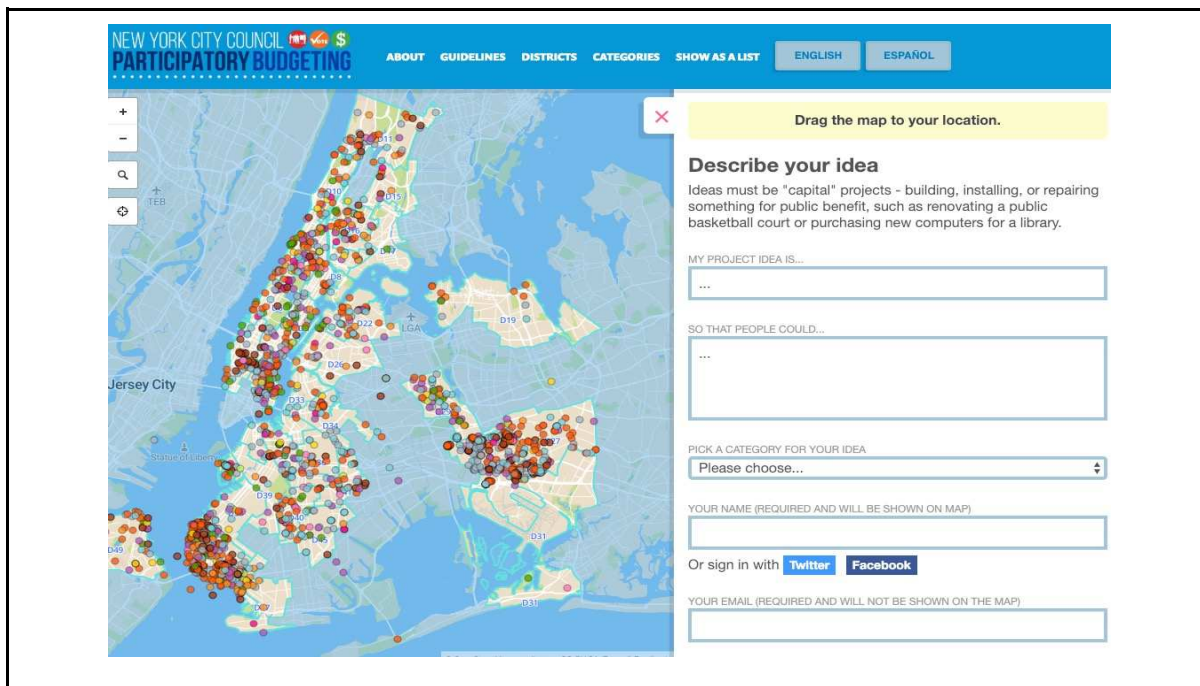 NEW YORK CITY COUNCIL VOTE $
PARTICIPATORY BUDGETING
ABOUT GUIDELINES DISTRICTS CATEGORIES SHOW AS A LIST ENGLISH ESPAÑOL
+
−
TEB
D11
D10
D15
D17
D8
D22
LGA
D19
D26
Jersey City
D33
D34
Statue of Liberty
D39
D45
D49
D31
D31
×
Drag the map to your location.
Describe your idea
Ideas must be "capital" projects - building, installing, or repairing
something for public benefit, such as renovating a public
basketball court or purchasing new computers for a library.
MY PROJECT IDEA IS...
...
SO THAT PEOPLE COULD...
...
PICK A CATEGORY FOR YOUR IDEA
Please choose...
YOUR NAME (REQUIRED AND WILL BE SHOWN ON MAP)
Or sign in with Twitter Facebook
YOUR EMAIL (REQUIRED AND WILL NOT BE SHOWN ON THE MAP)